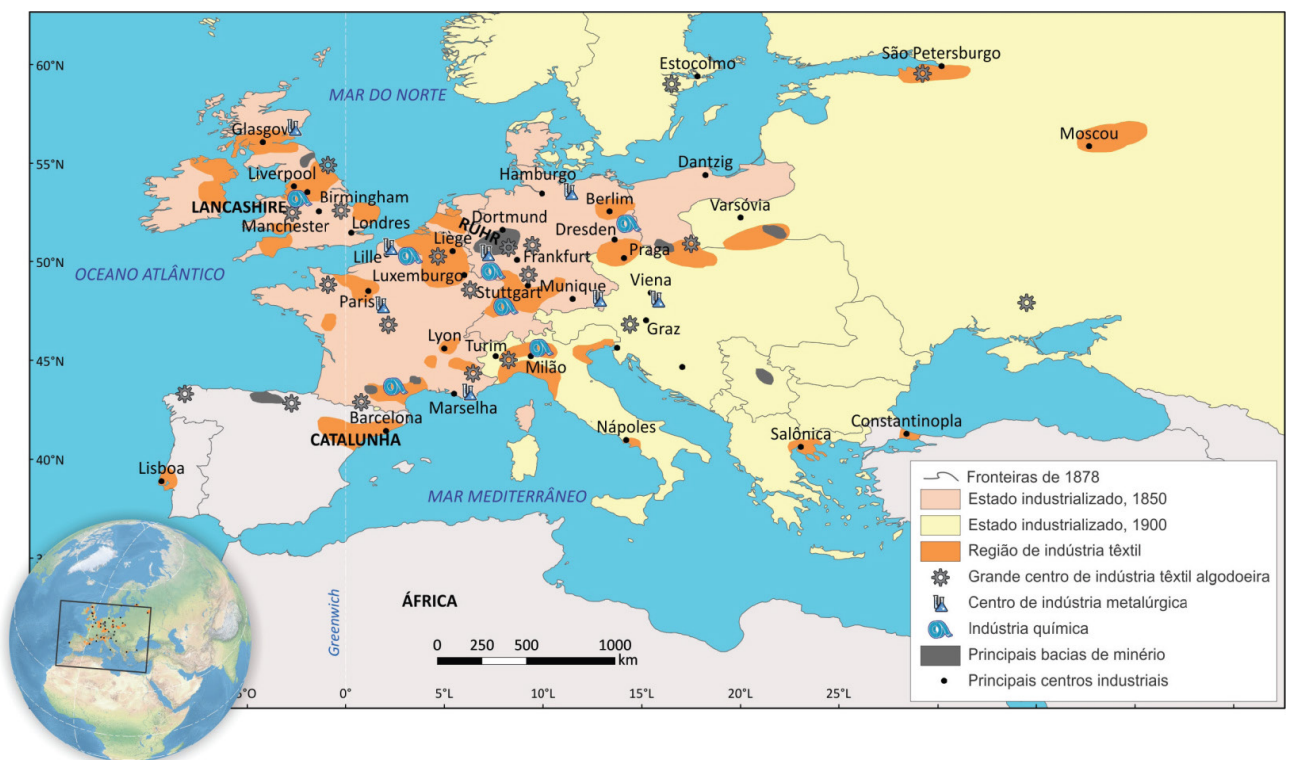 60°N
55°N
50°N
45°N
40°N
MAR DO NORTE
Estocolmo
São Petersburgo
Moscou
Glasgow
Liverpool
LANCASHIRE
Birmingham
Manchester
Londres
Hamburgo
Dantzig
Berlim
Varsóvia
Dortmund
RUHR
Dresden
OCEANO ATLÂNTICO
Lille
Liège
Frankfurt
Praga
Luxemburgo
Paris
Stuttgart
Munique
Viena
Graz
Lyon
Turim
Milão
Marselha
Barcelona
CATALUNHA
Lisboa
Nápoles
Salônica
Constantinopla
MAR MEDITERRÂNEO
ÁFRICA
Greenwich
0 250 500 1000
km
5°O
0°
5°E
10°E
15°E
20°E
25°E
Fronteiras de 1878
Estado industrializado, 1850
Estado industrializado, 1900
Região de indústria têxtil
Grande centro de indústria têxtil algodoeira
Centro de indústria metalúrgica
Indústria química
Principais bacias de minério
Principais centros industriais